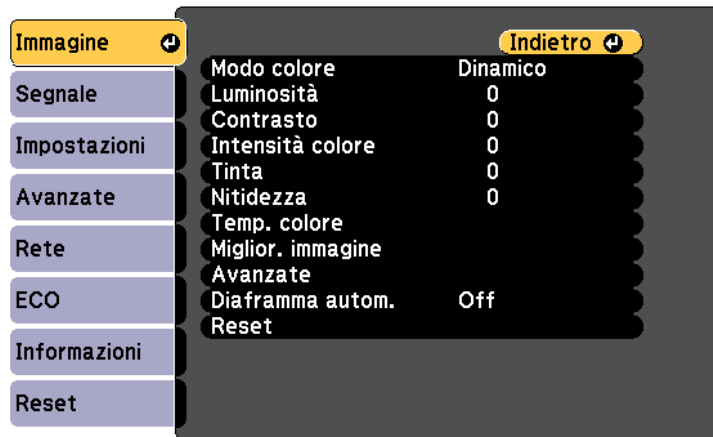 Immagine
Segnale
Impostazioni
Avanzate
Rete
ECO
Informazioni
Reset
Indietro
Modo colore Dinamico
Luminosità 0
Contrasto 0
Intensità colore 0
Tinta 0
Nitidezza 0
Temp. colore
Miglior. immagine
Avanzate
Diaframma autom. Off
Reset